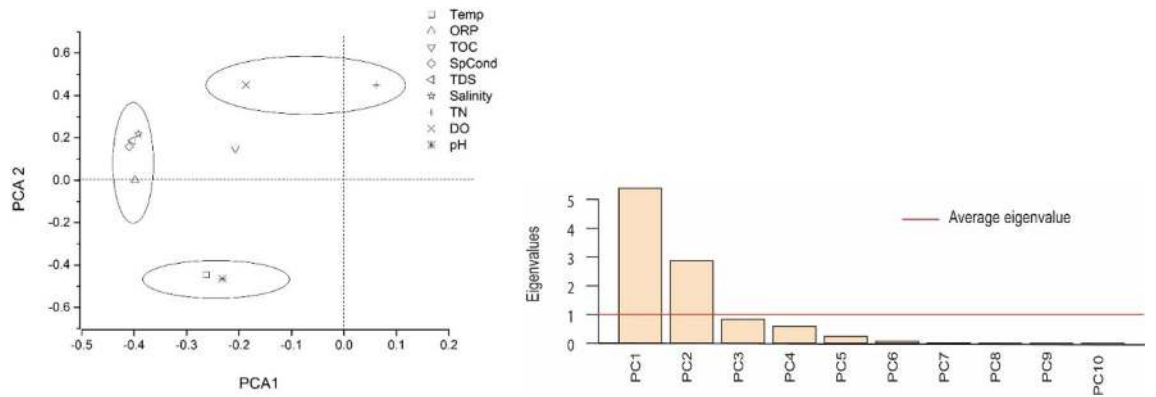 Temp
ORP
TOC
SpCond
TDS
Salinity
TN
DO
pH
0.6
0.4
0.2
0.0
-0.2
-0.4
-0.6
PCA 2
-0.5
-0.4
-0.3
-0.2
-0.1
0.0
0.1
0.2
PCA1
5
4
3
2
1
0
Eigenvalues
Average eigenvalue
PC1
PC2
PC3
PC4
PC5
PC6
PC7
PC8
PC9
PC10